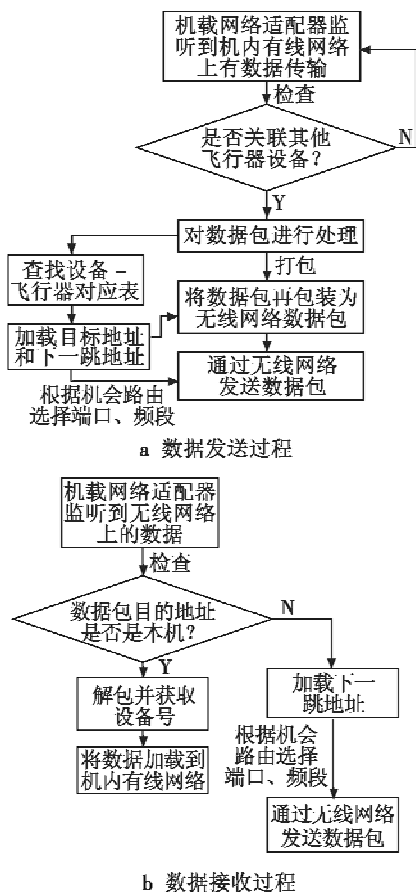 机载网络适配器监
听到机内有线网络
上有数据传输
检查
是否关联其他
飞行器设备？
N
Y
对数据包进行处理
查找设备－
飞行器对应表
打包
将数据包再包装为
无线网络数据包
加载目标地址
和下一跳地址
通过无线网络
发送数据包
根据机会路由
选择端口、频段
a 数据发送过程
机载网络适配器
监听到无线网络
上的数据
检查
数据包目的地址
是否是木机？
N
Y
解包并获取
设备号
加载下一
跳地址
将数据加载到
机内有线网络
根据机会
路由选择
端口、频段
通过无线网络
发送数据包
b 数据接收过程